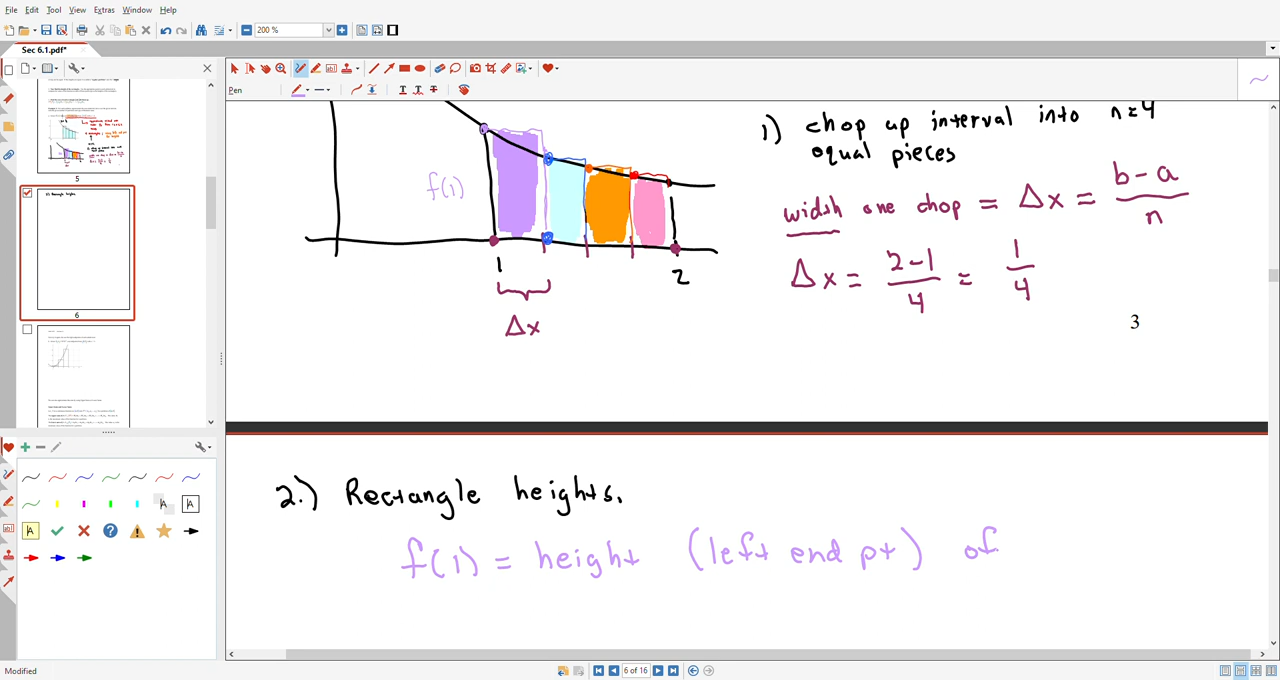 File Edit Tool View Extras Window Help
200 %
Sec 6.1.pdf*
Pen
5
6
f(1)
1
2
Δx
1) chop up interval into n=4
equal pieces
width one chop = Δx = b-a/n
Δx = 2-1/4 = 1/4
3
2.) Rectangle heights.
f(1) = height (left end pt) of
A A
A
6 of 16
Modified